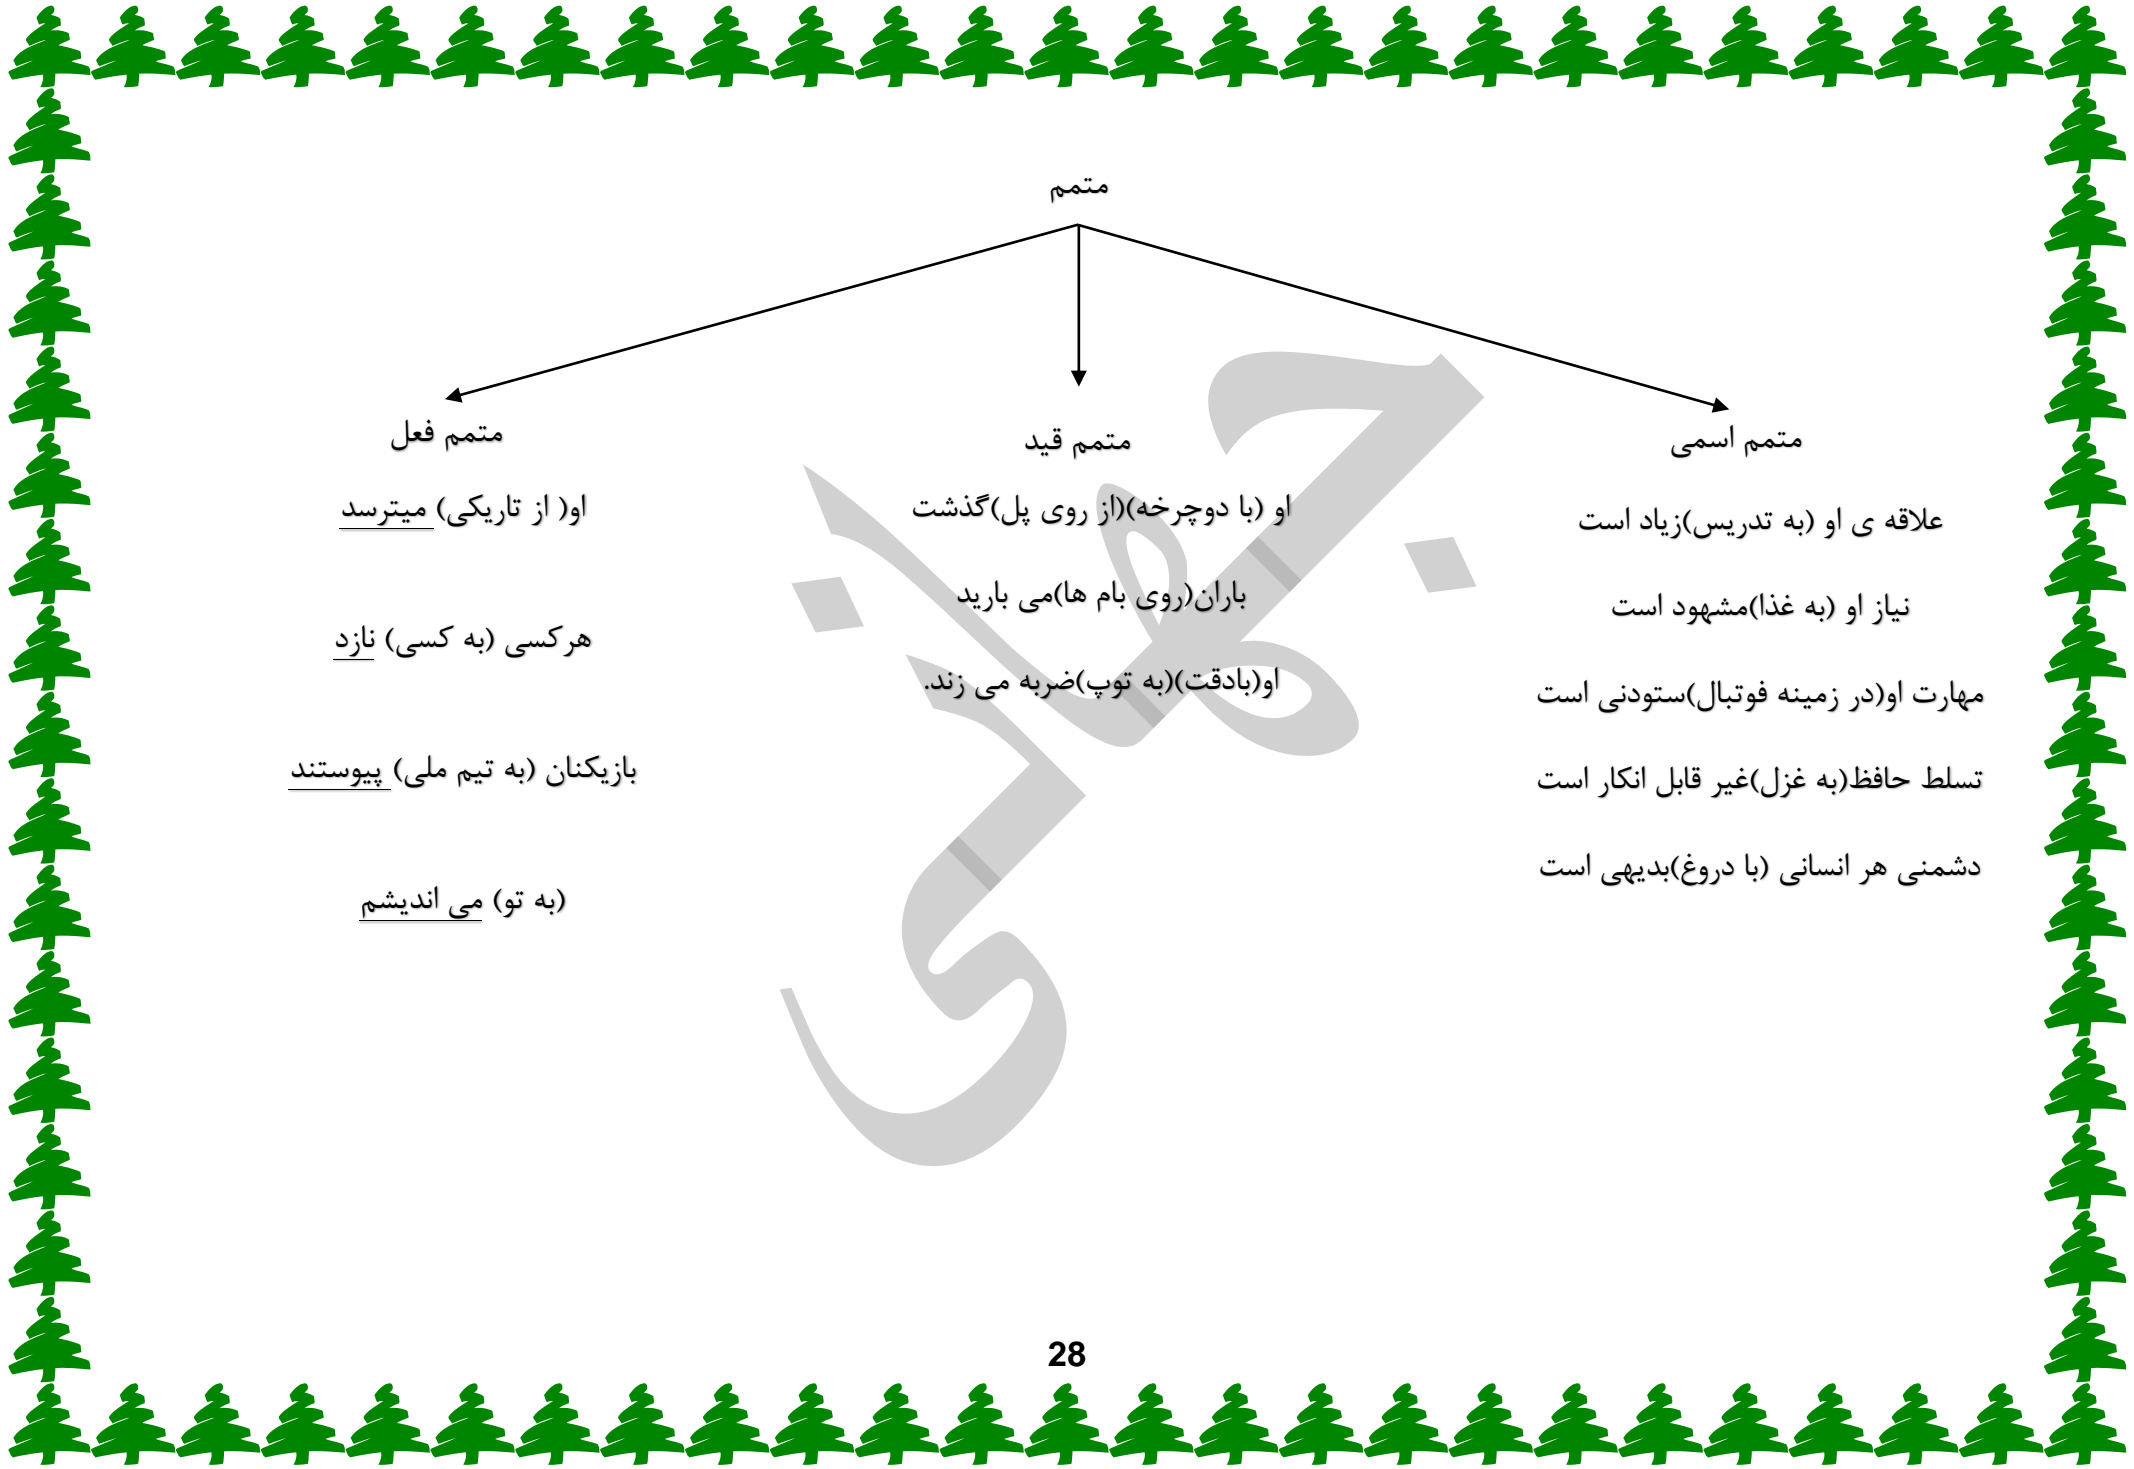 متمم
متمم اسمی
علاقه ی او (به تدریس)زیاد است
نیاز او (به غذا)مشهود است
مهارت او(در زمینه فوتبال)ستودنی است
تسلط حافظ(به غزل)غیر قابل انکار است
دشمنی هر انسانی (با دروغ)بدیهی است
متمم قید
او (با دوچرخه)(از روی پل)گذشت
باران(روی بام ها)می بارید
او(بادقت)(به توپ)ضربه می زند.
متمم فعل
او( از تاریکی) میترسد
هرکسی (به کسی) نازد
بازیکنان (به تیم ملی) پیوستند
(به تو) می اندیشم
جهانی
28